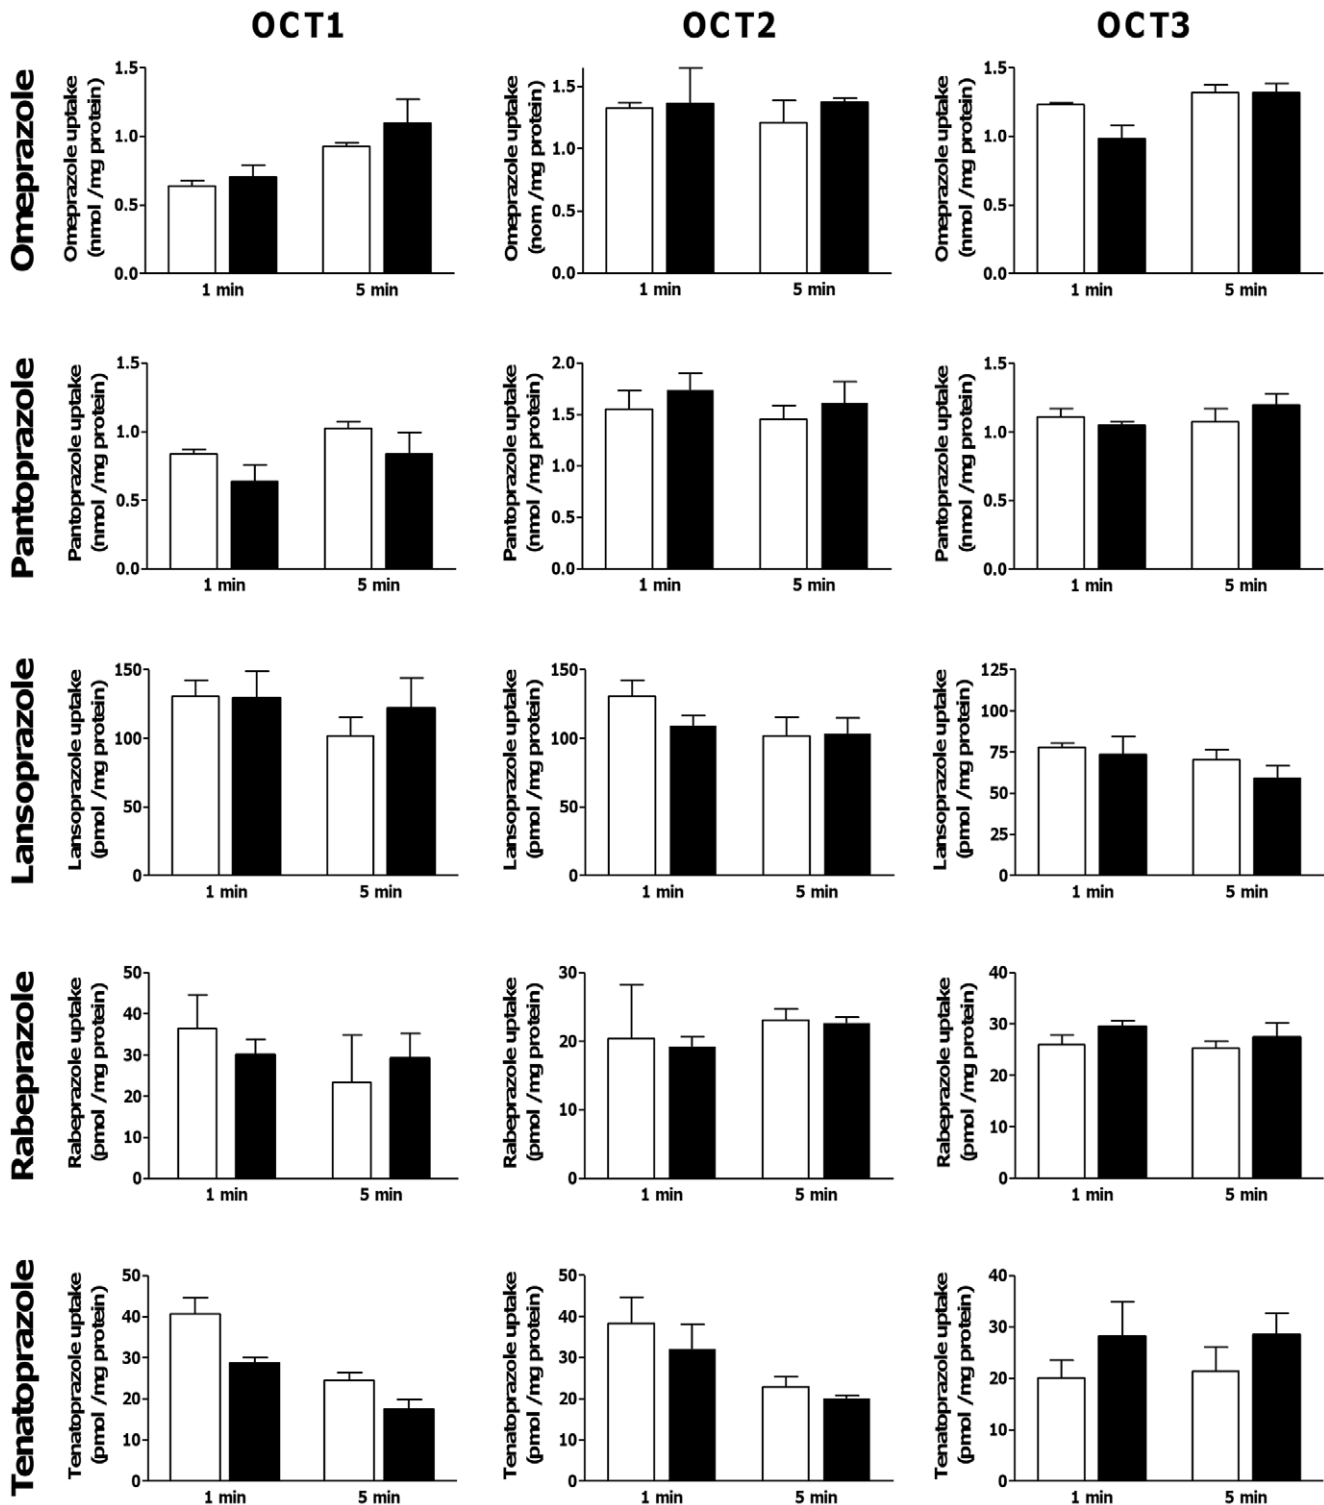 OCT1
OCT2
OCT3
Omeprazole
Omeprazole uptake
(nmol /mg protein)
1.5
1.0
0.5
0.0
1 min
5 min
Omeprazole uptake
(nom /mg protein)
1.5
1.0
0.5
0.0
1 min
5 min
Omeprazole uptake
(nmol /mg protein)
1.5
1.0
0.5
0.0
1 min
5 min
Pantoprazole
Pantoprazole uptake
(nmol /mg protein)
1.5
1.0
0.5
0.0
1 min
5 min
Pantoprazole uptake
(nmol /mg protein)
2.0
1.5
1.0
0.5
0.0
1 min
5 min
Pantoprazole uptake
(nmol /mg protein)
1.5
1.0
0.5
0.0
1 min
5 min
Lansoprazole
Lansoprazole uptake
(pmol /mg protein)
150
100
50
0
1 min
5 min
Lansoprazole uptake
(pmol /mg protein)
150
100
50
0
1 min
5 min
Lansoprazole uptake
(pmol /mg protein)
125
100
75
50
25
0
1 min
5 min
Rabeprazole
Rabeprazole uptake
(pmol /mg protein)
50
40
30
20
10
0
1 min
5 min
Rabeprazole uptake
(pmol /mg protein)
30
20
10
0
1 min
5 min
Rabeprazole uptake
(pmol /mg protein)
40
30
20
10
0
1 min
5 min
Tenatoprazole
Tenatoprazole uptake
(pmol /mg protein)
50
40
30
20
10
0
1 min
5 min
Tenatoprazole uptake
(pmol /mg protein)
50
40
30
20
10
0
1 min
5 min
Tenatoprazole uptake
(pmol /mg protein)
40
30
20
10
0
1 min
5 min